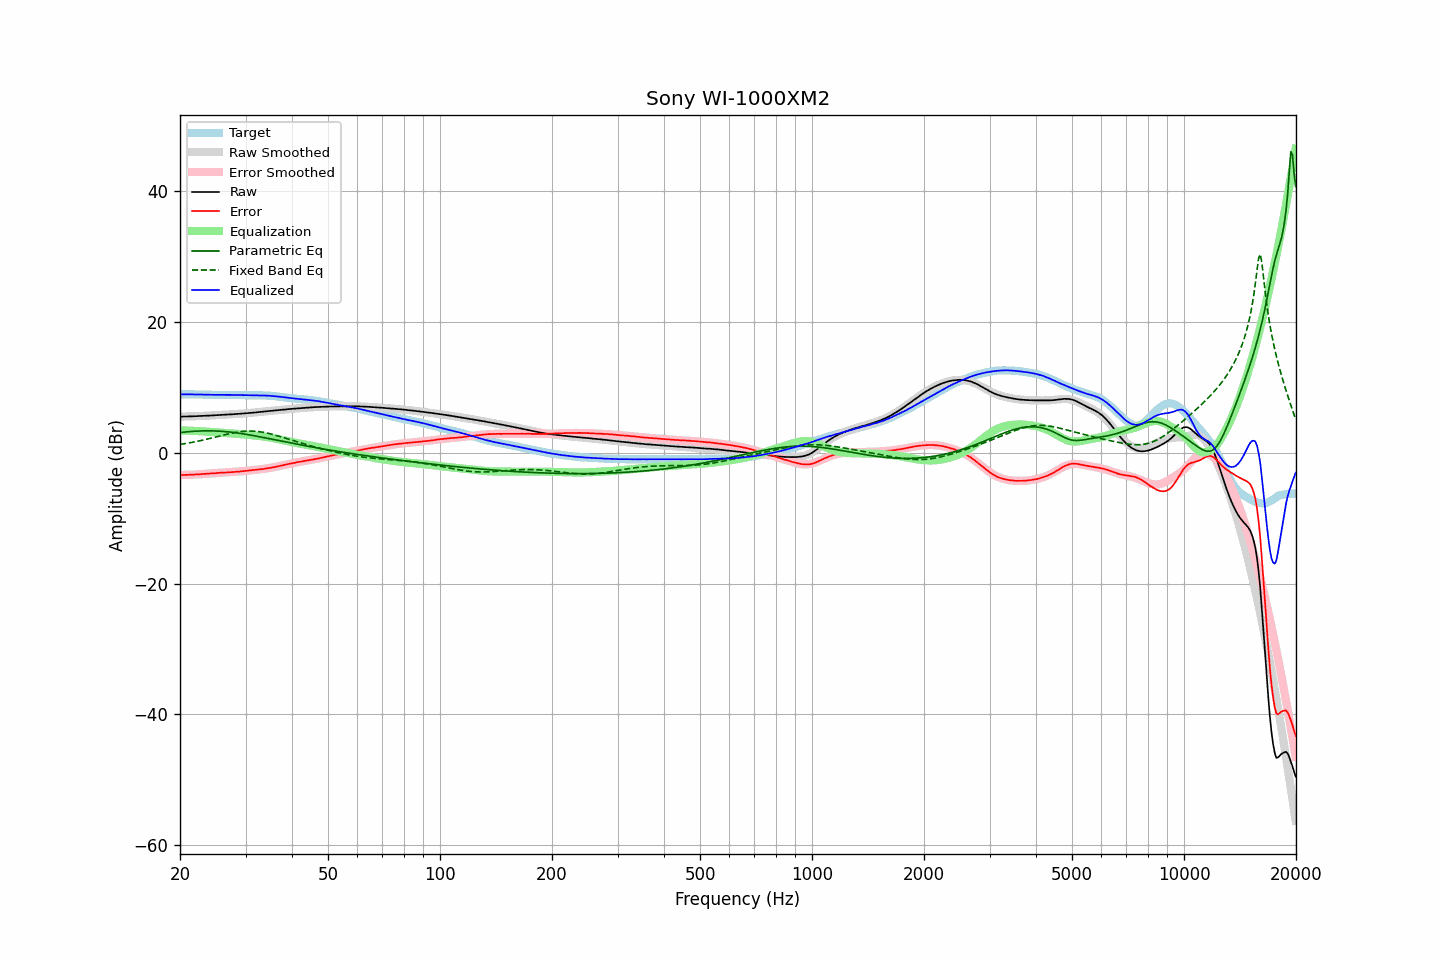 Sony WI-1000XM2
Target
Raw Smoothed
Error Smoothed
Raw
Error
Equalization
Parametric Eq
Fixed Band Eq
Equalized
Amplitude (dBr)
40
20
0
−20
−40
−60
20
50
100
200
500
1000
2000
5000
10000
20000
Frequency (Hz)